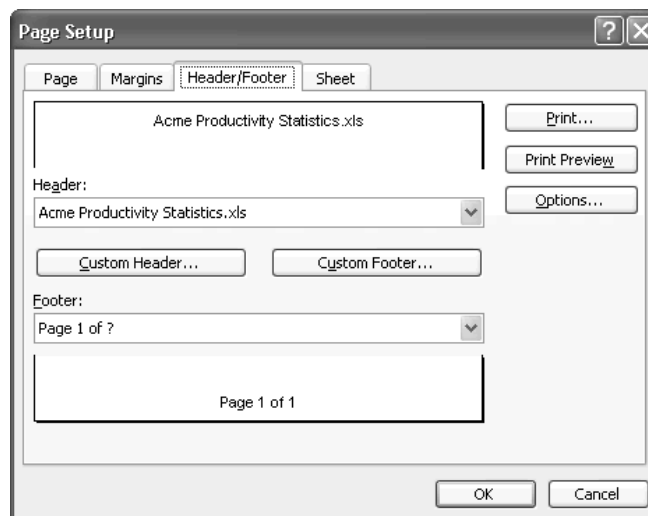 Page Setup
Page Margins Header/Footer Sheet
Acme Productivity Statistics.xls
Print...
Print Preview
Header:
Options...
Acme Productivity Statistics.xls
Custom Header... Custom Footer...
Footer:
Page 1 of ?
Page 1 of 1
OK Cancel